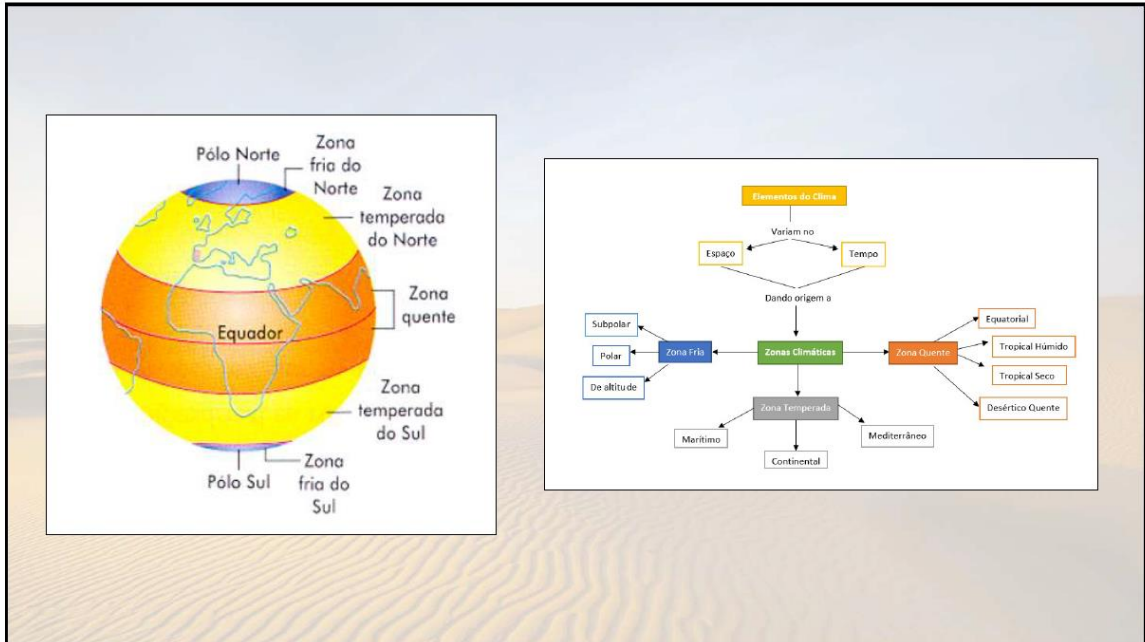 Pólo Norte
Zona
fria do
Norte
Zona
temperada
do Norte
Zona
quente
Equador
Zona
temperada
do Sul
Pólo Sul
Zona
fria do
Sul
Elementos do Clima
Variam no
Espaço
Tempo
Dando origem a
Subpolar
Polar
De altitude
Zona Fria
Zonas Climáticas
Zona Quente
Equatorial
Tropical Húmido
Tropical Seco
Desértico Quente
Zona Temperada
Marítimo
Continental
Mediterrâneo